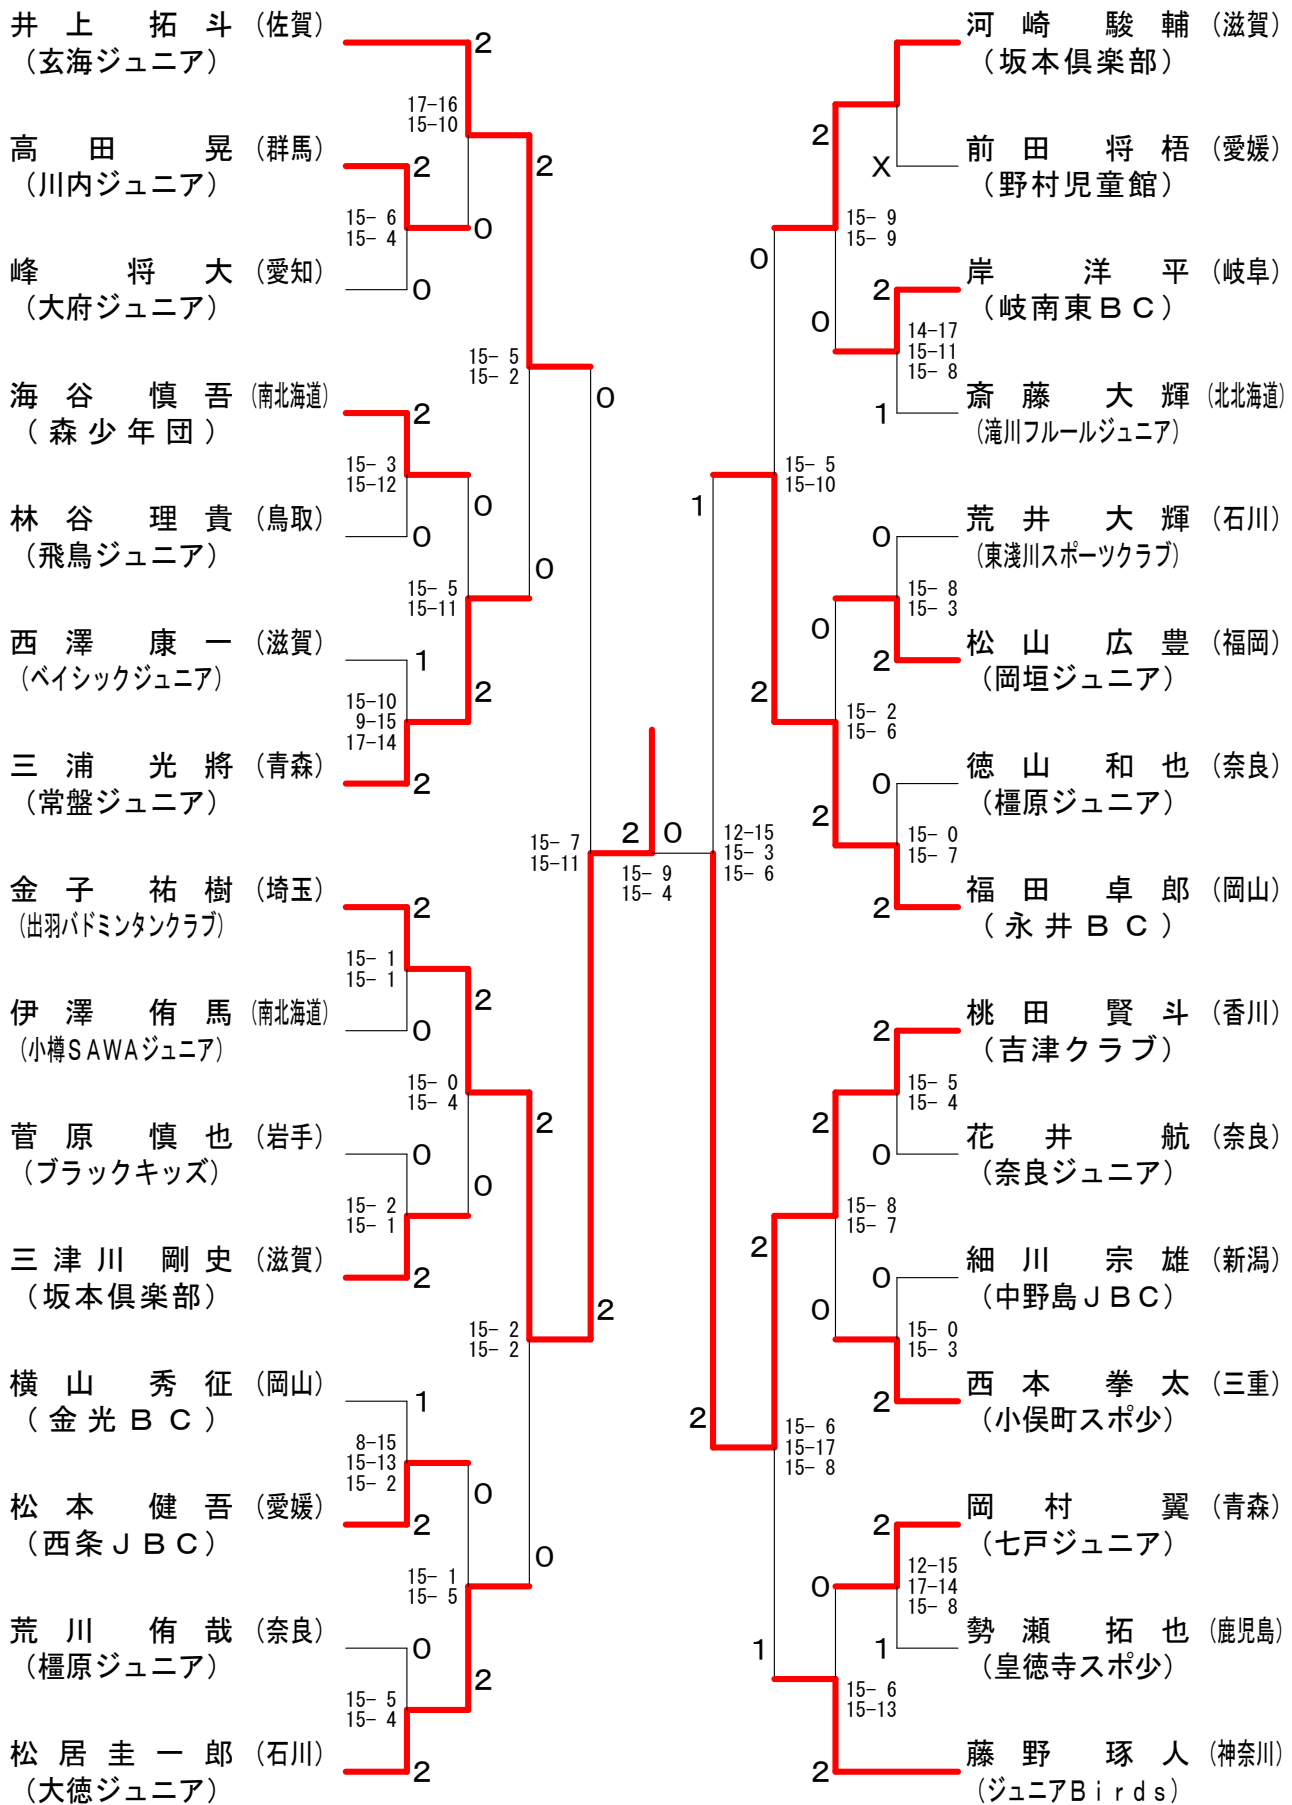 井上 拓斗 (佐賀)
(玄海ジュニア)
2
17-16
15-10
高田 晃 (群馬)
(川内ジュニア)
2
2
15- 6
15- 4
0
峰 将大 (愛知)
(大府ジュニア)
0
15- 5
15- 2
海谷 慎吾 (南北海道)
(森少年団)
2
0
15- 3
15-12
0
林谷 理貴 (鳥取)
(飛鳥ジュニア)
0
0
15- 5
15-11
西澤 康一 (滋賀)
(ベイシックジュニア)
1
2
15-10
9-15
17-14
三浦 光將 (青森)
(常盤ジュニア)
2
15- 7
15-11
2
0
15- 9
15- 4
金子 祐樹 (埼玉)
(出羽バドミンタンクラブ)
2
15- 1
15- 1
2
伊澤 侑馬 (南北海道)
(小樽SAWAジュニア)
0
15- 0
15- 4
2
菅原 慎也 (岩手)
(ブラックキッズ)
0
0
15- 2
15- 1
三津川 剛史 (滋賀)
(坂本倶楽部)
2
2
15- 2
15- 2
横山 秀征 (岡山)
(金光BC)
1
8-15
15-13
15- 2
0
松本 健吾 (愛媛)
(西条JBC)
2
0
15- 1
15- 5
荒川 侑哉 (奈良)
(橿原ジュニア)
0
2
15- 5
15- 4
松居 圭一郎 (石川)
(大徳ジュニア)
2
河崎 駿輔 (滋賀)
(坂本倶楽部)
2
前田 将梧 (愛媛)
(野村児童館)
X
15- 9
15- 9
0
岸 洋平 (岐阜)
(岐南東BC)
2
0
14-17
15-11
15- 8
斎藤 大輝 (北北海道)
(滝川フルールジュニア)
1
15- 5
15-10
1
荒井 大輝 (石川)
(東淺川スポーツクラブ)
0
15- 8
15- 3
0
松山 広豊 (福岡)
(岡垣ジュニア)
2
2
15- 2
15- 6
徳山 和也 (奈良)
(橿原ジュニア)
0
2
15- 0
15- 7
12-15
15- 3
15- 6
福田 卓郎 (岡山)
(永井BC)
2
桃田 賢斗 (香川)
(吉津クラブ)
2
15- 5
15- 4
2
花井 航 (奈良)
(奈良ジュニア)
0
15- 8
15- 7
2
細川 宗雄 (新潟)
(中野島JBC)
0
0
15- 0
15- 3
西本 拳太 (三重)
(小俣町スポ少)
2
2
15- 6
15-17
15- 8
岡村 翼 (青森)
(七戸ジュニア)
2
0
12-15
17-14
15- 8
勢瀬 拓也 (鹿児島)
(皇徳寺スポ少)
1
1
15- 6
15-13
藤野 琢人 (神奈川)
(ジュニアBirds)
2